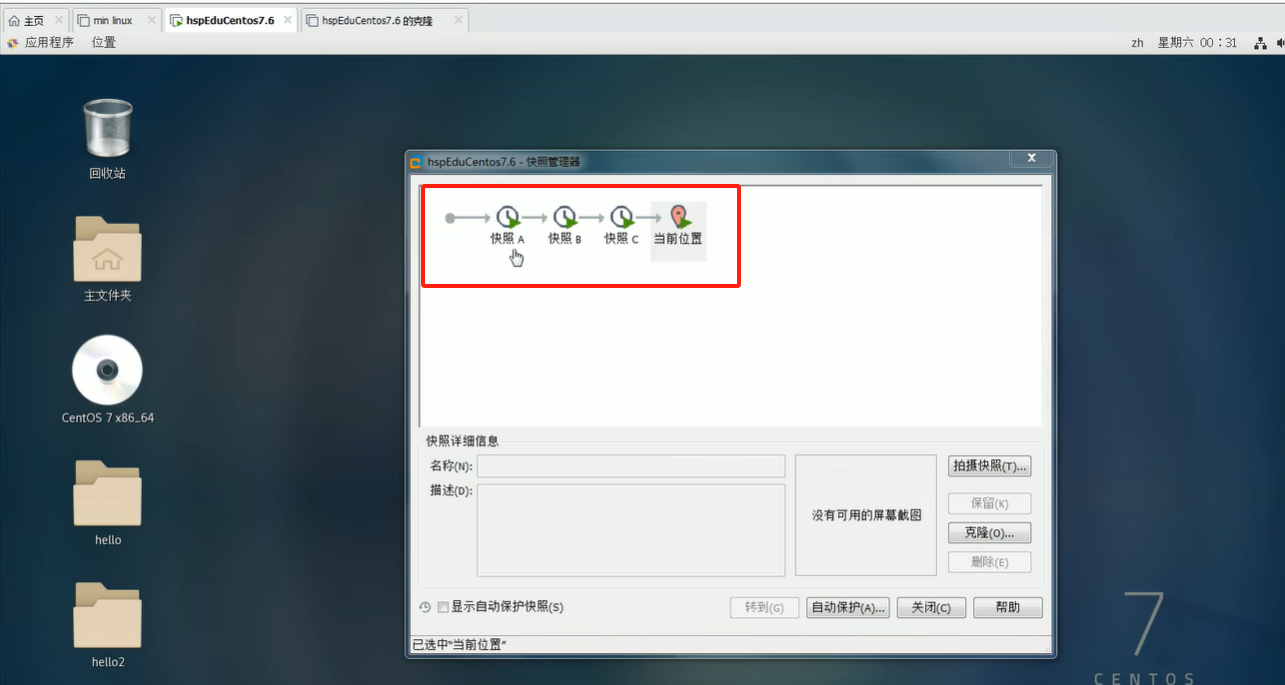 主页 min linux hspEduCentos7.6 hspEduCentos7.6 的克隆
应用程序 位置 zh 星期六 00：31
回收站
主文件夹
CentOS 7 x86_64
hello
hello2
hspEduCentos7.6 - 快照管理器
快照 A 快照 B 快照 C 当前位置
快照详细信息
名称(N):
描述(D):
没有可用的屏幕截图
拍摄快照(T)...
保留(K)
克隆(O)...
删除(E)
显示自动保护快照(S)
转到(G) 自动保护(A)... 关闭(C) 帮助
已选中"当前位置"
7
CENTOS